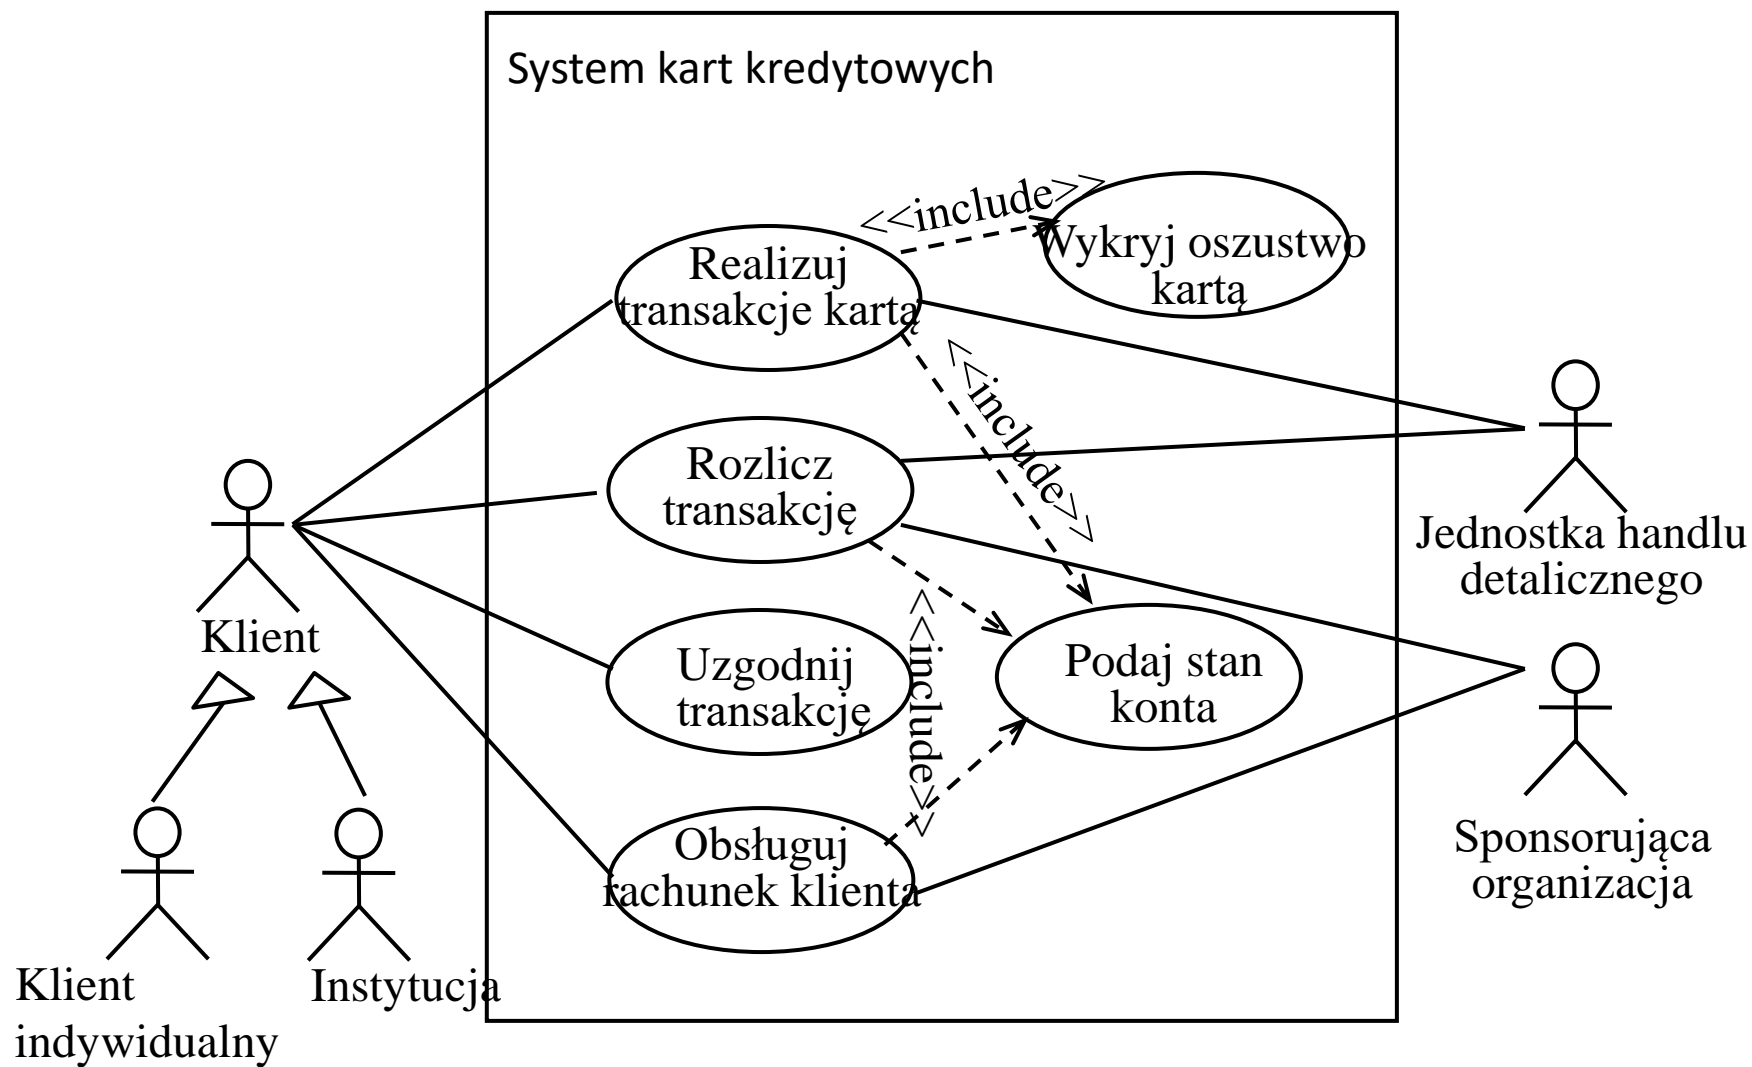 System kart kredytowych
<<include>>
Wykryj oszustwo
kartą
Realizuj
transakcje kartą
<<include>>
Rozlicz
transakcję
Jednostka handlu
detalicznego
Klient
<<include>>
Uzgodnij
transakcję
Podaj stan
konta
Obsługuj
rachunek klienta
Sponsorująca
organizacja
Klient
indywidualny
Instytucja